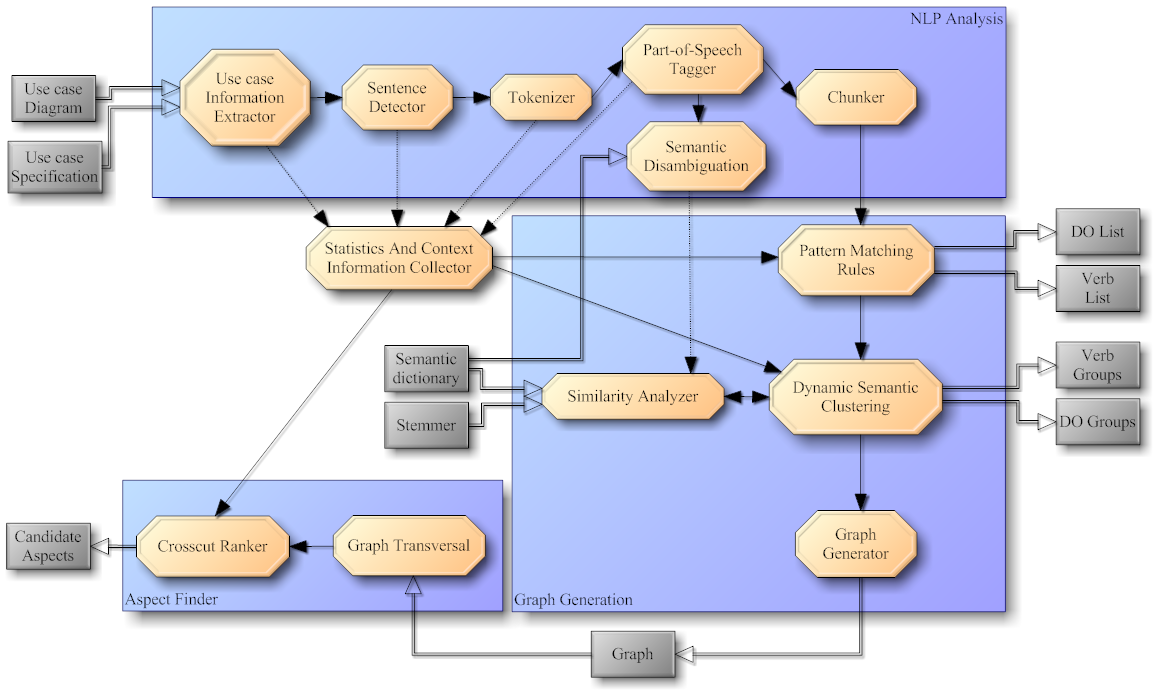 NLP Analysis
Use case
Diagram
Use case
Specification
Use case
Information
Extractor
Sentence
Detector
Tokenizer
Part-of-Speech
Tagger
Chunker
Semantic
Disambiguation
Statistics And Context
Information Collector
Pattern Matching
Rules
DO List
Verb
List
Semantic
dictionary
Stemmer
Similarity Analyzer
Dynamic Semantic
Clustering
Verb
Groups
DO Groups
Candidate
Aspects
Crosscut Ranker
Graph Transversal
Graph
Generator
Aspect Finder
Graph Generation
Graph